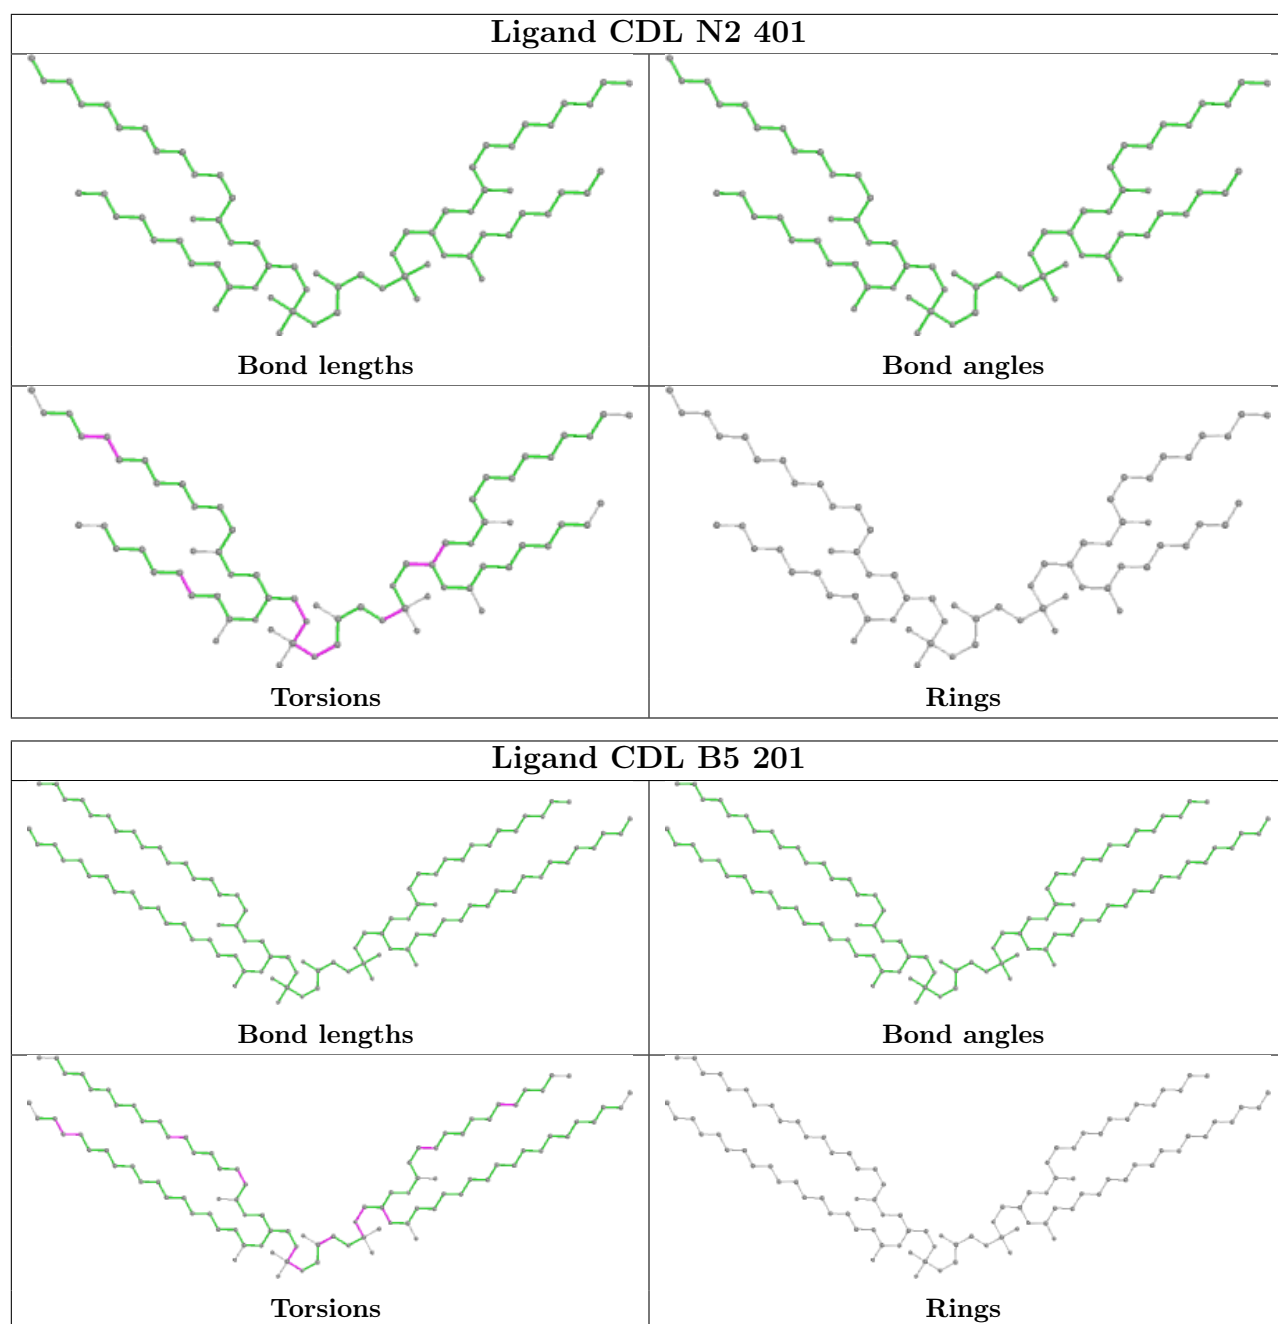 Ligand CDL N2 401
Bond lengths
Bond angles
Torsions
Rings
Ligand CDL B5 201
Bond lengths
Bond angles
Torsions
Rings